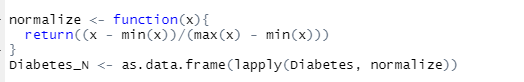 normalize <- function(x){
  return((x - min(x))/(max(x) - min(x)))
}
Diabetes_N <- as.data.frame(lapply(Diabetes, normalize))